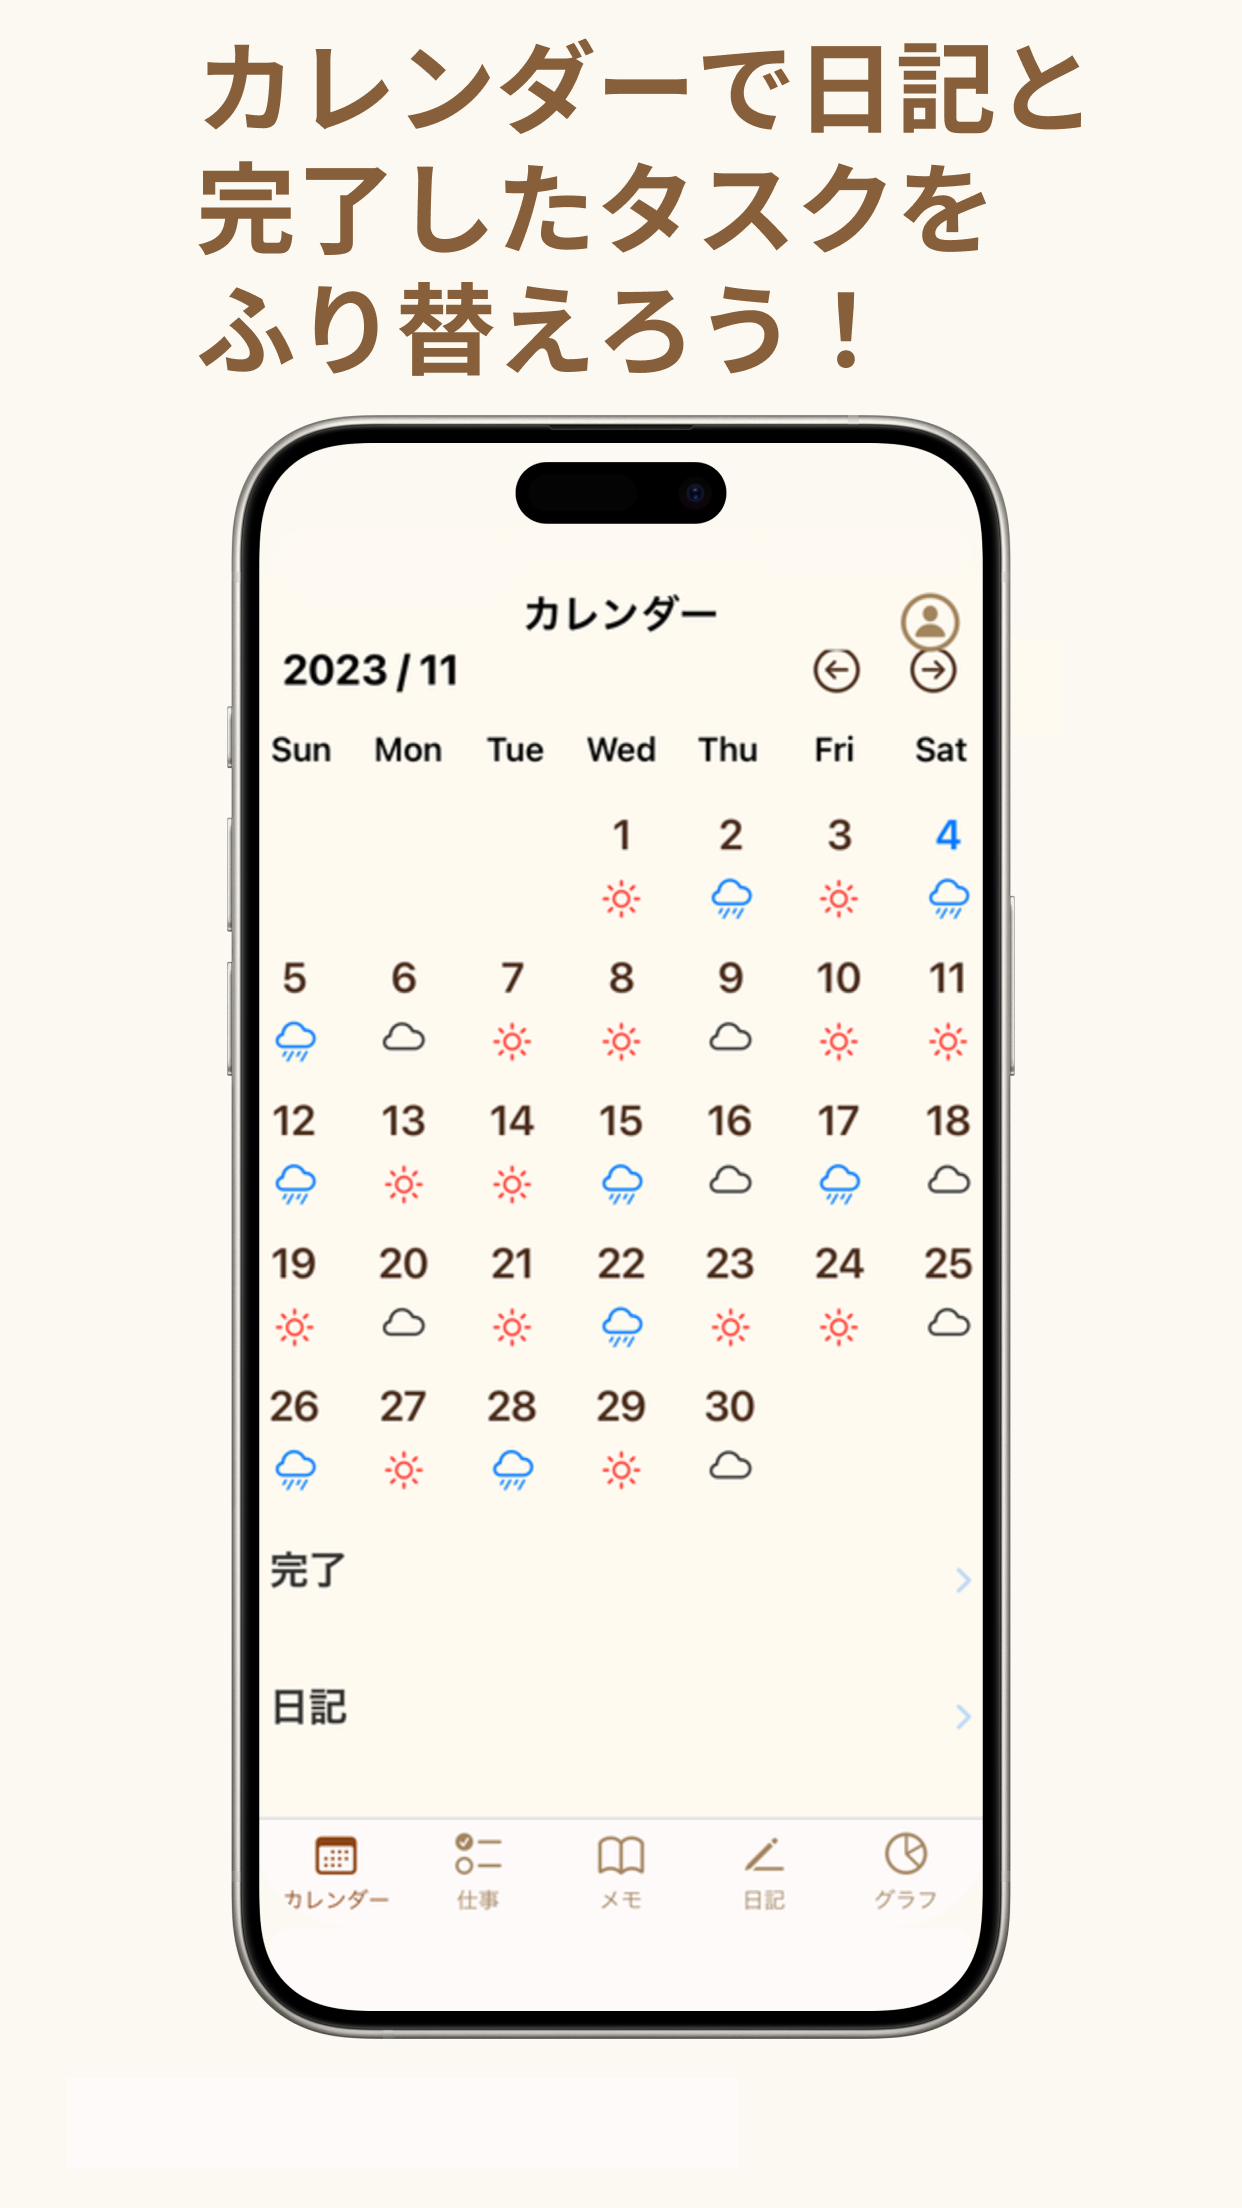 カレンダーで日記と
完了したタスクを
ふり替えろう！
カレンダー
2023 / 11
Sun Mon Tue Wed Thu Fri Sat
1 2 3 4
5 6 7 8 9 10 11
12 13 14 15 16 17 18
19 20 21 22 23 24 25
26 27 28 29 30
完了
日記
カレンダー 仕事 メモ 日記 グラフ